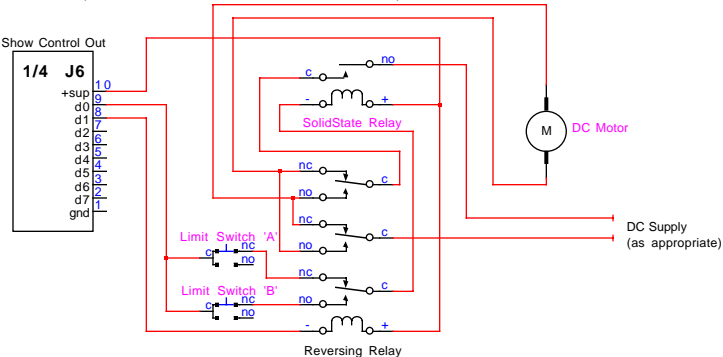 Show Control Out
1/4 J6
+sup 10
d0 9
d1 8
d2 7
d3 6
d4 5
d5 4
d6 3
d7 2
gnd 1
c no
- +
SolidState Relay
M DC Motor
nc
c
no
nc
c
no
DC Supply
(as appropriate)
Limit Switch 'A'
c nc
no
nc
c
no
Limit Switch 'B'
c nc
no
- +
Reversing Relay